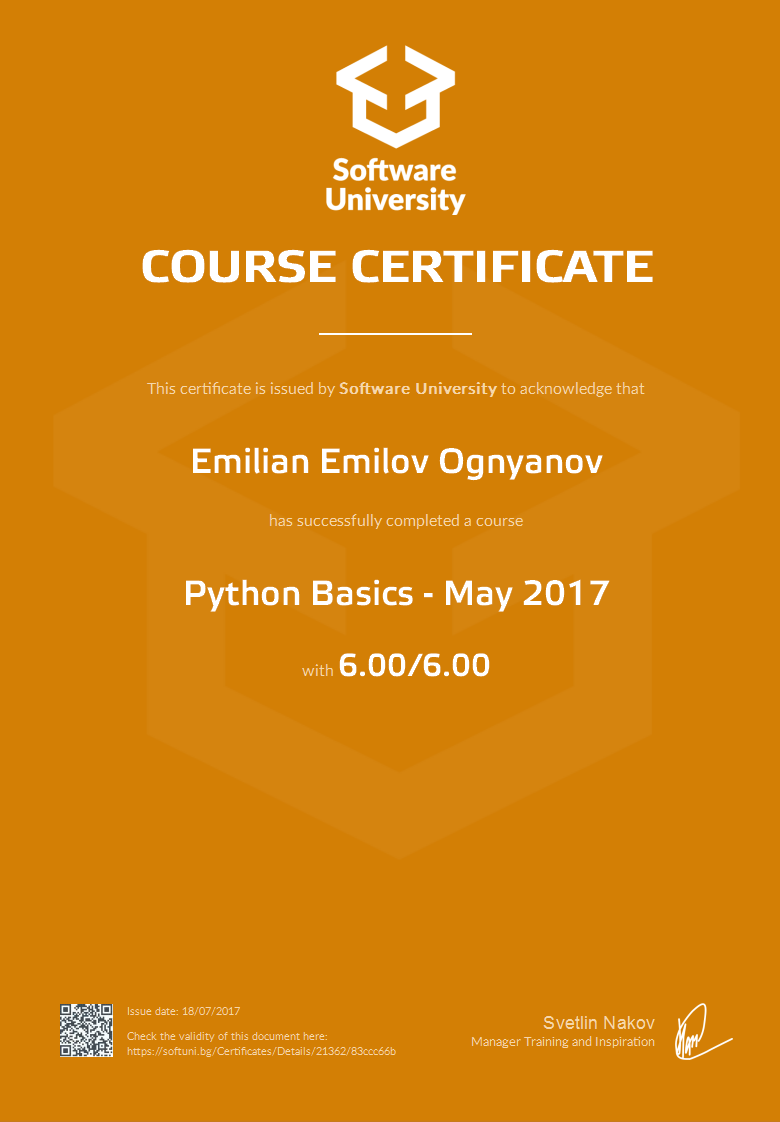 Software
University
COURSE CERTIFICATE
This certificate is issued by Software University to acknowledge that
Emilian Emilov Ognyanov
has successfully completed a course
Python Basics - May 2017
with 6.00/6.00
Issue date: 18/07/2017
Check the validity of this document here:
https://softuni.bg/Certificates/Details/21362/83ccc66b
Svetlin Nakov
Manager Training and Inspiration